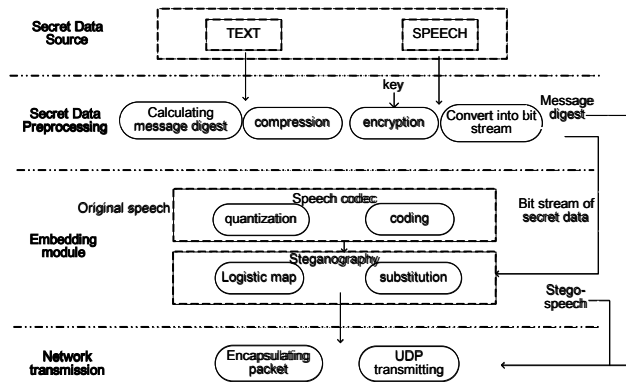 Secret Data
Source
TEXT
SPEECH
key
Secret Data
Preprocessing
Calculating
message digest
compression
encryption
Convert into bit
stream
Message
digest
Original speech
Speech codec
quantization
coding
Bit stream of
secret data
Embedding
module
Steganography
Logistic map
substitution
Stego-
speech
Network
transmission
Encapsulating
packet
UDP
transmitting